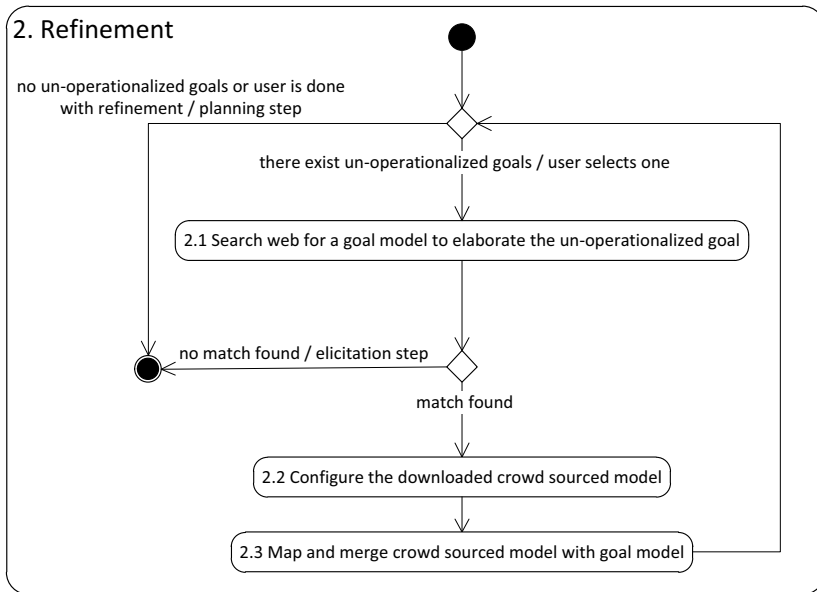 2. Refinement
no un-operationalized goals or user is done
with refinement / planning step
there exist un-operationalized goals / user selects one
2.1 Search web for a goal model to elaborate the un-operationalized goal
no match found / elicitation step
match found
2.2 Configure the downloaded crowd sourced model
2.3 Map and merge crowd sourced model with goal model